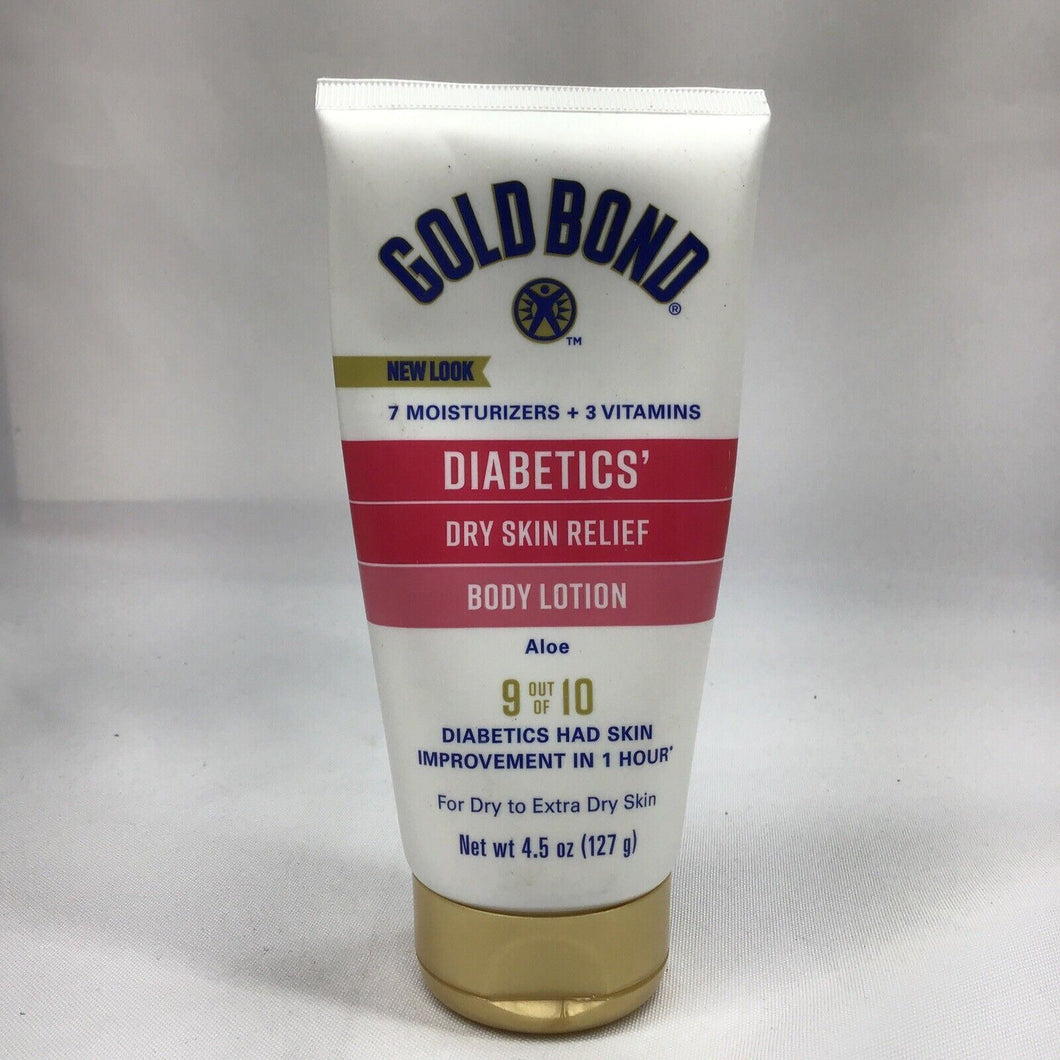 GOLD BOND®
™
NEW LOOK
7 MOISTURIZERS + 3 VITAMINS
DIABETICS’
DRY SKIN RELIEF
BODY LOTION
Aloe
9 OUT OF 10
DIABETICS HAD SKIN
IMPROVEMENT IN 1 HOUR*
For Dry to Extra Dry Skin
Net wt 4.5 oz (127 g)